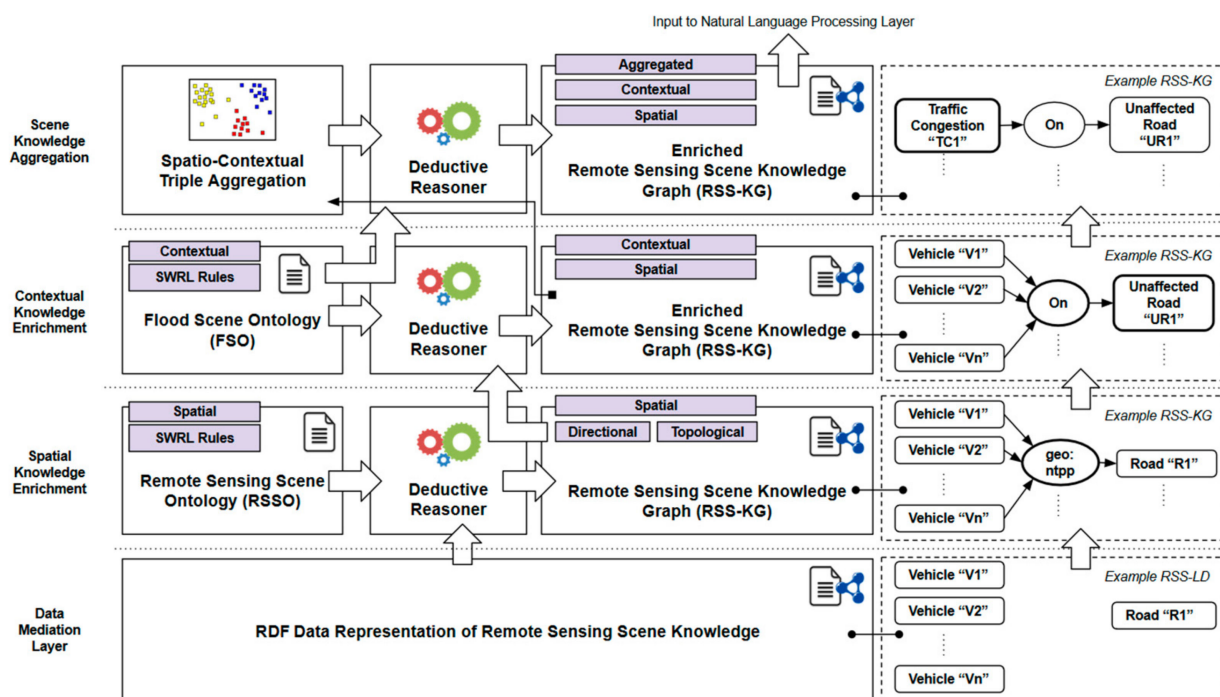 Input to Natural Language Processing Layer
Scene
Knowledge
Aggregation
Spatio-Contextual
Triple Aggregation
Deductive
Reasoner
Aggregated
Contextual
Spatial
Enriched
Remote Sensing Scene Knowledge
Graph (RSS-KG)
Example RSS-KG
Traffic
Congestion
“TC1”
On
Unaffected
Road
“UR1”
Contextual
Knowledge
Enrichment
Contextual
SWRL Rules
Flood Scene Ontology
(FSO)
Deductive
Reasoner
Contextual
Spatial
Enriched
Remote Sensing Scene Knowledge
Graph (RSS-KG)
Example RSS-KG
Vehicle “V1”
Vehicle “V2”
Vehicle “Vn”
On
Unaffected
Road
“UR1”
Spatial
Knowledge
Enrichment
Spatial
SWRL Rules
Remote Sensing Scene
Ontology (RSSO)
Deductive
Reasoner
Spatial
Directional
Topological
Remote Sensing Scene Knowledge
Graph (RSS-KG)
Example RSS-KG
Vehicle “V1”
Vehicle “V2”
Vehicle “Vn”
geo:
ntpp
Road “R1”
Data
Mediation
Layer
RDF Data Representation of Remote Sensing Scene Knowledge
Example RSS-LD
Vehicle “V1”
Vehicle “V2”
Vehicle “Vn”
Road “R1”